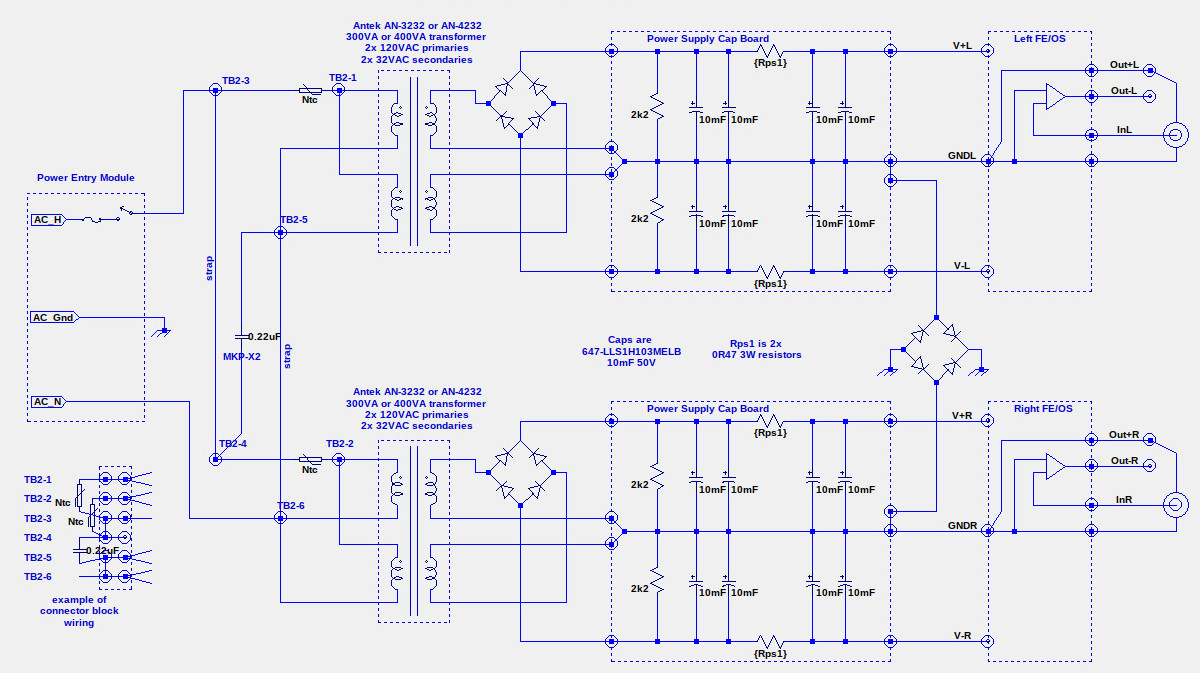 Antek AN-3232 or AN-4232
300VA or 400VA transformer
2x 120VAC primaries
2x 32VAC secondaries
Power Supply Cap Board
Left FE/OS
{Rps1}
V+L
Out+L
Out-L
InL
TB2-3
TB2-1
Ntc
2k2
10mF 10mF
10mF 10mF
GNDL
Power Entry Module
AC_H
TB2-5
2k2
10mF 10mF
10mF 10mF
V-L
{Rps1}
strap
AC_Gnd
0.22uF
MKP-X2
strap
Caps are
647-LLS1H103MELB
10mF 50V
Rps1 is 2x
0R47 3W resistors
AC_N
Antek AN-3232 or AN-4232
300VA or 400VA transformer
2x 120VAC primaries
2x 32VAC secondaries
Power Supply Cap Board
Right FE/OS
{Rps1}
V+R
Out+R
Out-R
InR
TB2-4
TB2-2
Ntc
2k2
10mF 10mF
10mF 10mF
GNDR
TB2-6
2k2
10mF 10mF
10mF 10mF
V-R
{Rps1}
TB2-1
TB2-2
Ntc
TB2-3
Ntc
TB2-4
0.22uF
TB2-5
TB2-6
example of
connector block
wiring